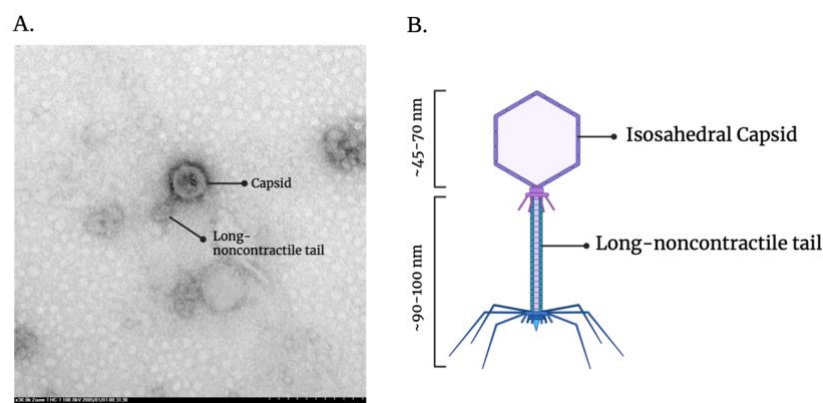 A.
B.
Capsid
Long-
noncontractile tail
~45-70 nm
Isosahedral Capsid
~90-100 nm
Long-noncontractile tail